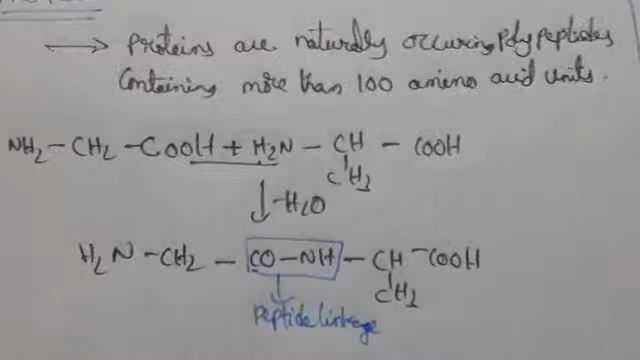 → Proteins are naturally occuring polypeptides
Containing more than 100 amino acid units.
NH2-CH2-COOH + H2N-CH-COOH
CH3
↓-H2O
H2N-CH2-CO-NH-CH-COOH
CH3
Peptide linkage